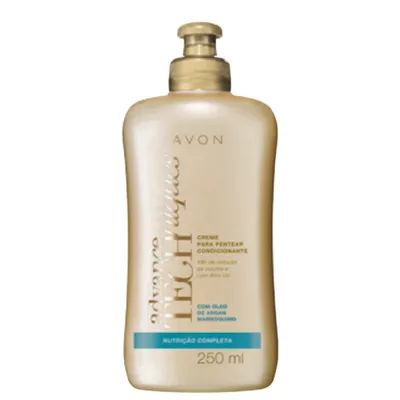 AVON
advance
TECHniques
CREME
PARA PENTEAR
CONDICIONANTE
COM ÓLEO
DE ARGAN
MARROQUINO
NUTRIÇÃO COMPLETA
250 ml